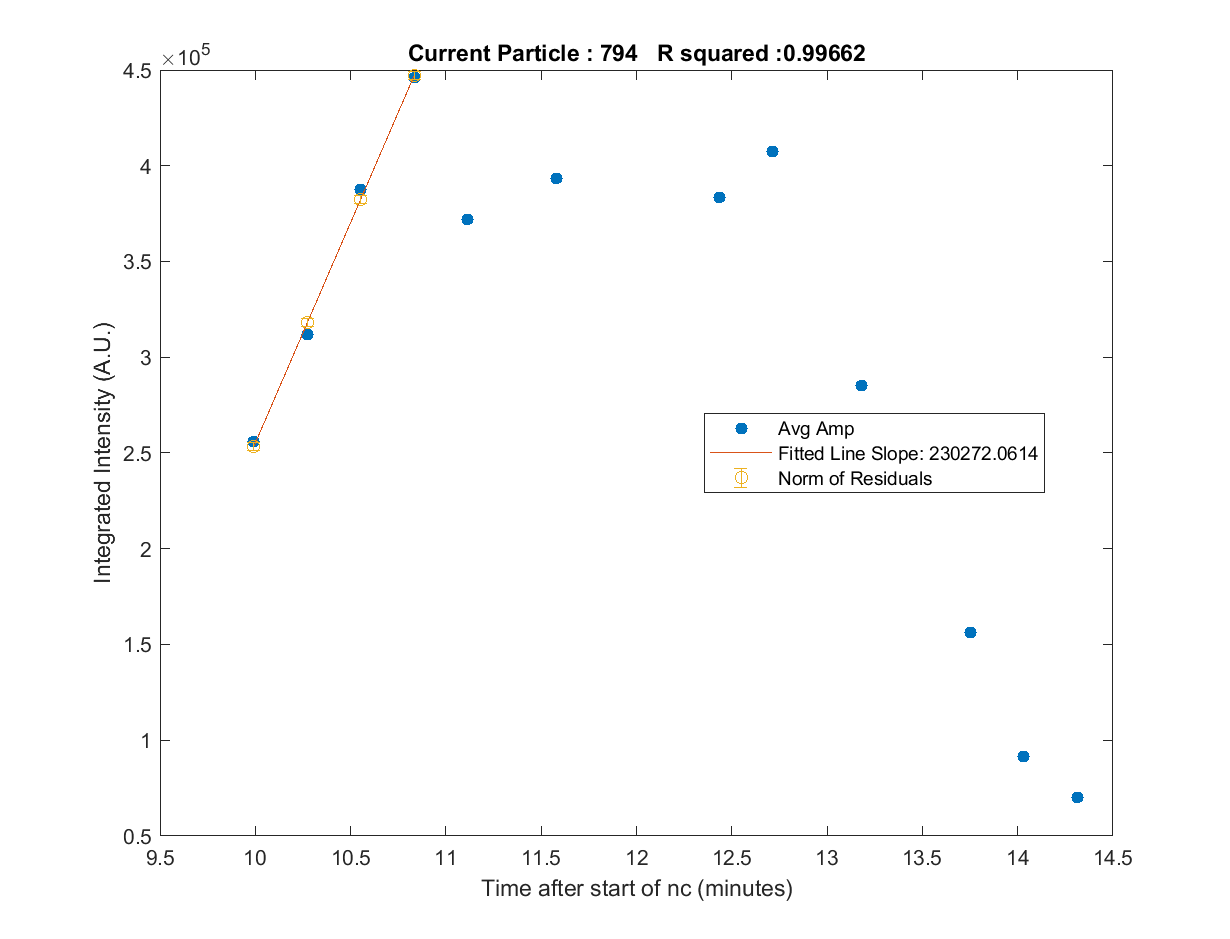 Current Particle : 794 R squared :0.99662
×10^5
4.5
4
3.5
3
2.5
2
1.5
1
0.5
9.5 10 10.5 11 11.5 12 12.5 13 13.5 14 14.5
Integrated Intensity (A.U.)
Time after start of nc (minutes)
Avg Amp
Fitted Line Slope: 230272.0614
Norm of Residuals